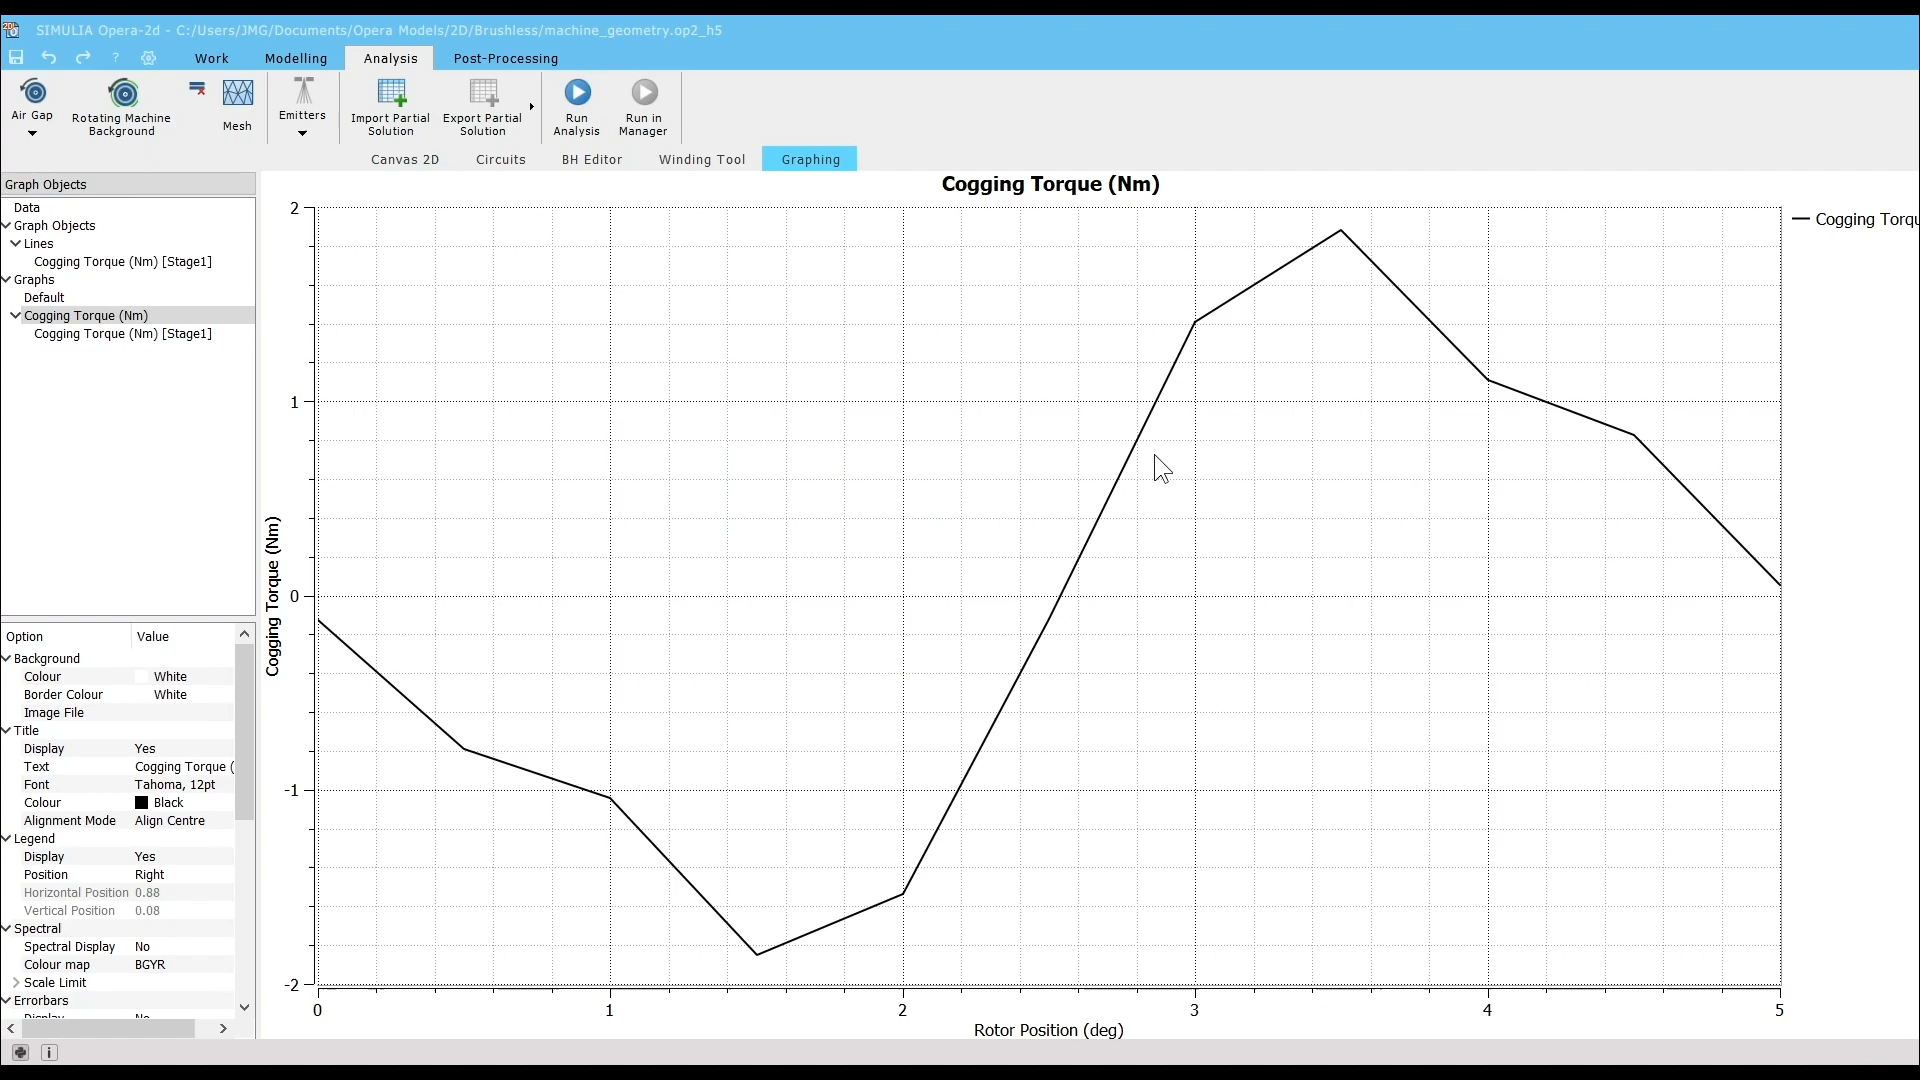 SIMULIA Opera-2d - C:/Users/JMG/Documents/Opera Models/2D/Brushless/machine_geometry.op2_h5
Work Modelling Analysis Post-Processing
Air Gap
Rotating Machine
Background
Mesh
Emitters
Import Partial
Solution
Export Partial
Solution
Run
Analysis
Run in
Manager
Canvas 2D Circuits BH Editor Winding Tool Graphing
Graph Objects
Data
Graph Objects
Lines
Cogging Torque (Nm) [Stage1]
Graphs
Default
Cogging Torque (Nm)
Cogging Torque (Nm) [Stage1]
Option Value
Background
Colour White
Border Colour White
Image File
Title
Display Yes
Text Cogging Torque (
Font Tahoma, 12pt
Colour Black
Alignment Mode Align Centre
Legend
Display Yes
Position Right
Horizontal Position 0.88
Vertical Position 0.08
Spectral
Spectral Display No
Colour map BGYR
Scale Limit
Errorbars
Display No
Cogging Torque (Nm)
Cogging Torqu
Cogging Torque (Nm)
2
1
0
-1
-2
0 1 2 3 4 5
Rotor Position (deg)